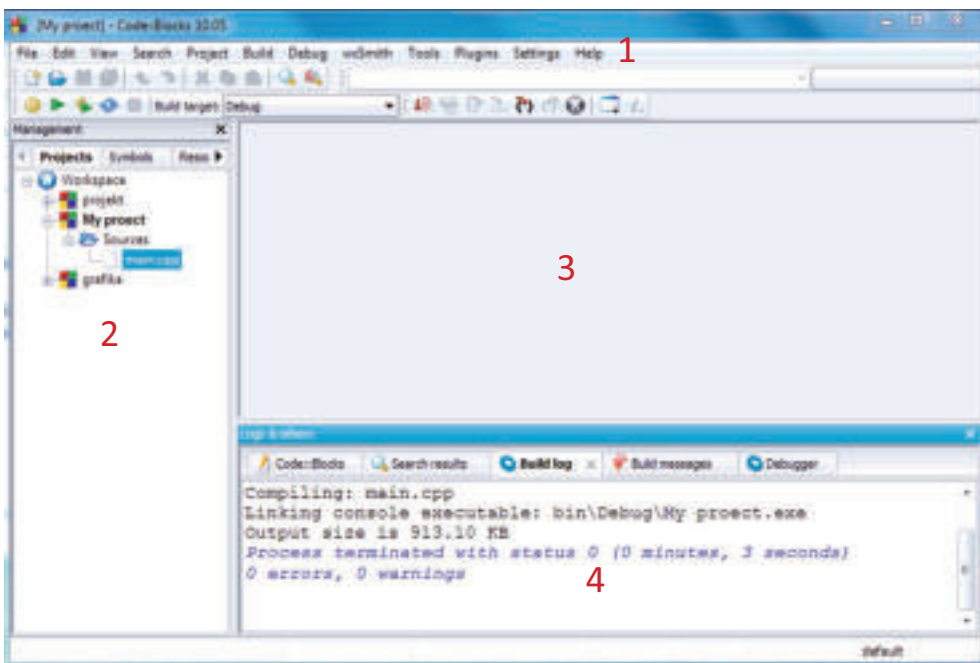 [My proect] - Code::Blocks 10.05
File Edit View Search Project Build Debug wxSmith Tools Plugins Settings Help
1
Build target: Debug
Management
Projects Symbols Resou
Workspace
projekt
My proect
Sources
main.cpp
grafika
2
3
Logs & others
Code::Blocks Search results Build log Build messages Debugger
Compiling: main.cpp
Linking console executable: bin\Debug\My proect.exe
Output size is 913.10 KB
Process terminated with status 0 (0 minutes, 3 seconds)
0 errors, 0 warnings
4
default